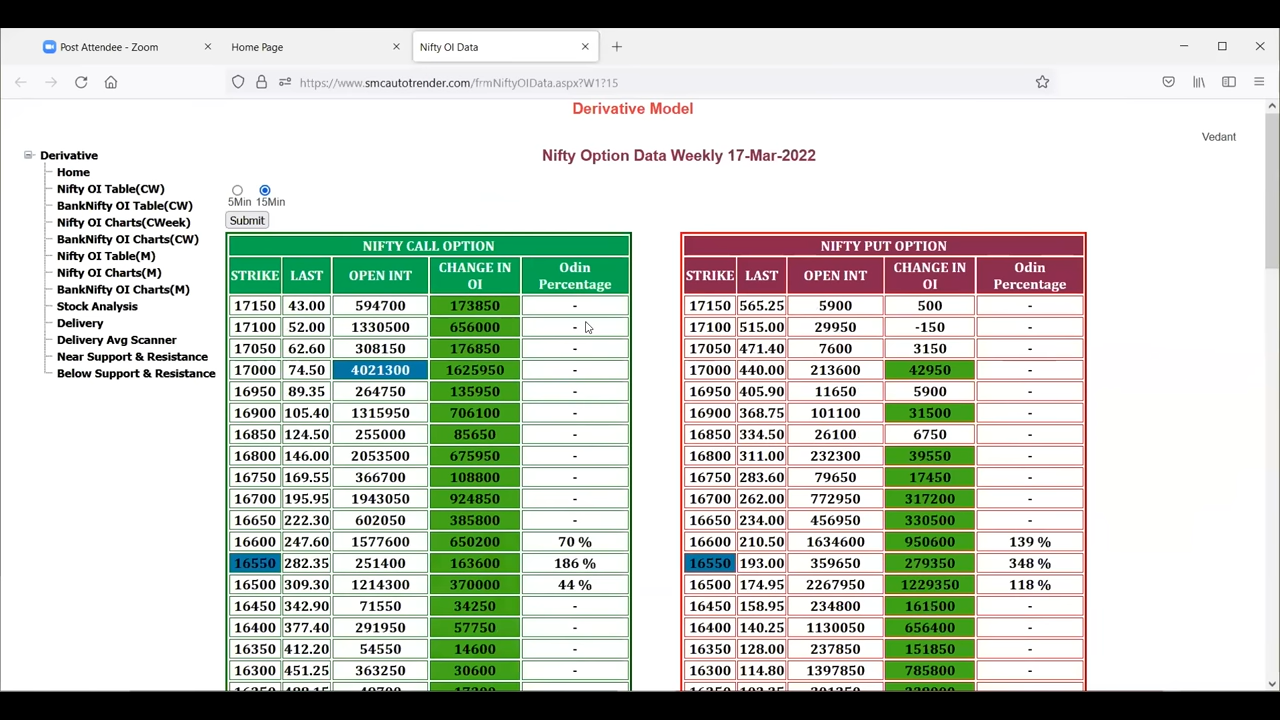 Post Attendee - Zoom
Home Page
Nifty OI Data
https://www.smcautotrender.com/frmNiftyOIData.aspx?W1?15
Derivative Model
Vedant
Derivative
Home
Nifty OI Table(CW)
BankNifty OI Table(CW)
Nifty OI Charts(CWeek)
BankNifty OI Charts(CW)
Nifty OI Table(M)
Nifty OI Charts(M)
BankNifty OI Charts(M)
Stock Analysis
Delivery
Delivery Avg Scanner
Near Support & Resistance
Below Support & Resistance
Nifty Option Data Weekly 17-Mar-2022
5Min 15Min
Submit
NIFTY CALL OPTION
STRIKE LAST OPEN INT CHANGE IN OI Odin Percentage
17150 43.00 594700 173850 -
17100 52.00 1330500 656000 -
17050 62.60 308150 176850 -
17000 74.50 4021300 1625950 -
16950 89.35 264750 135950 -
16900 105.40 1315950 706100 -
16850 124.50 255000 85650 -
16800 146.00 2053500 675950 -
16750 169.55 366700 108800 -
16700 195.95 1943050 924850 -
16650 222.30 602050 385800 -
16600 247.60 1577600 650200 70 %
16550 282.35 251400 163600 186 %
16500 309.30 1214300 370000 44 %
16450 342.90 71550 34250 -
16400 377.40 291950 57750 -
16350 412.20 54550 14600 -
16300 451.25 363250 30600 -
NIFTY PUT OPTION
STRIKE LAST OPEN INT CHANGE IN OI Odin Percentage
17150 565.25 5900 500 -
17100 515.00 29950 -150 -
17050 471.40 7600 3150 -
17000 440.00 213600 42950 -
16950 405.90 11650 5900 -
16900 368.75 101100 31500 -
16850 334.50 26100 6750 -
16800 311.00 232300 39550 -
16750 283.60 79650 17450 -
16700 262.00 772950 317200 -
16650 234.00 456950 330500 -
16600 210.50 1634600 950600 139 %
16550 193.00 359650 279350 348 %
16500 174.95 2267950 1229350 118 %
16450 158.95 234800 161500 -
16400 140.25 1130050 656400 -
16350 128.00 237850 151850 -
16300 114.80 1397850 785800 -